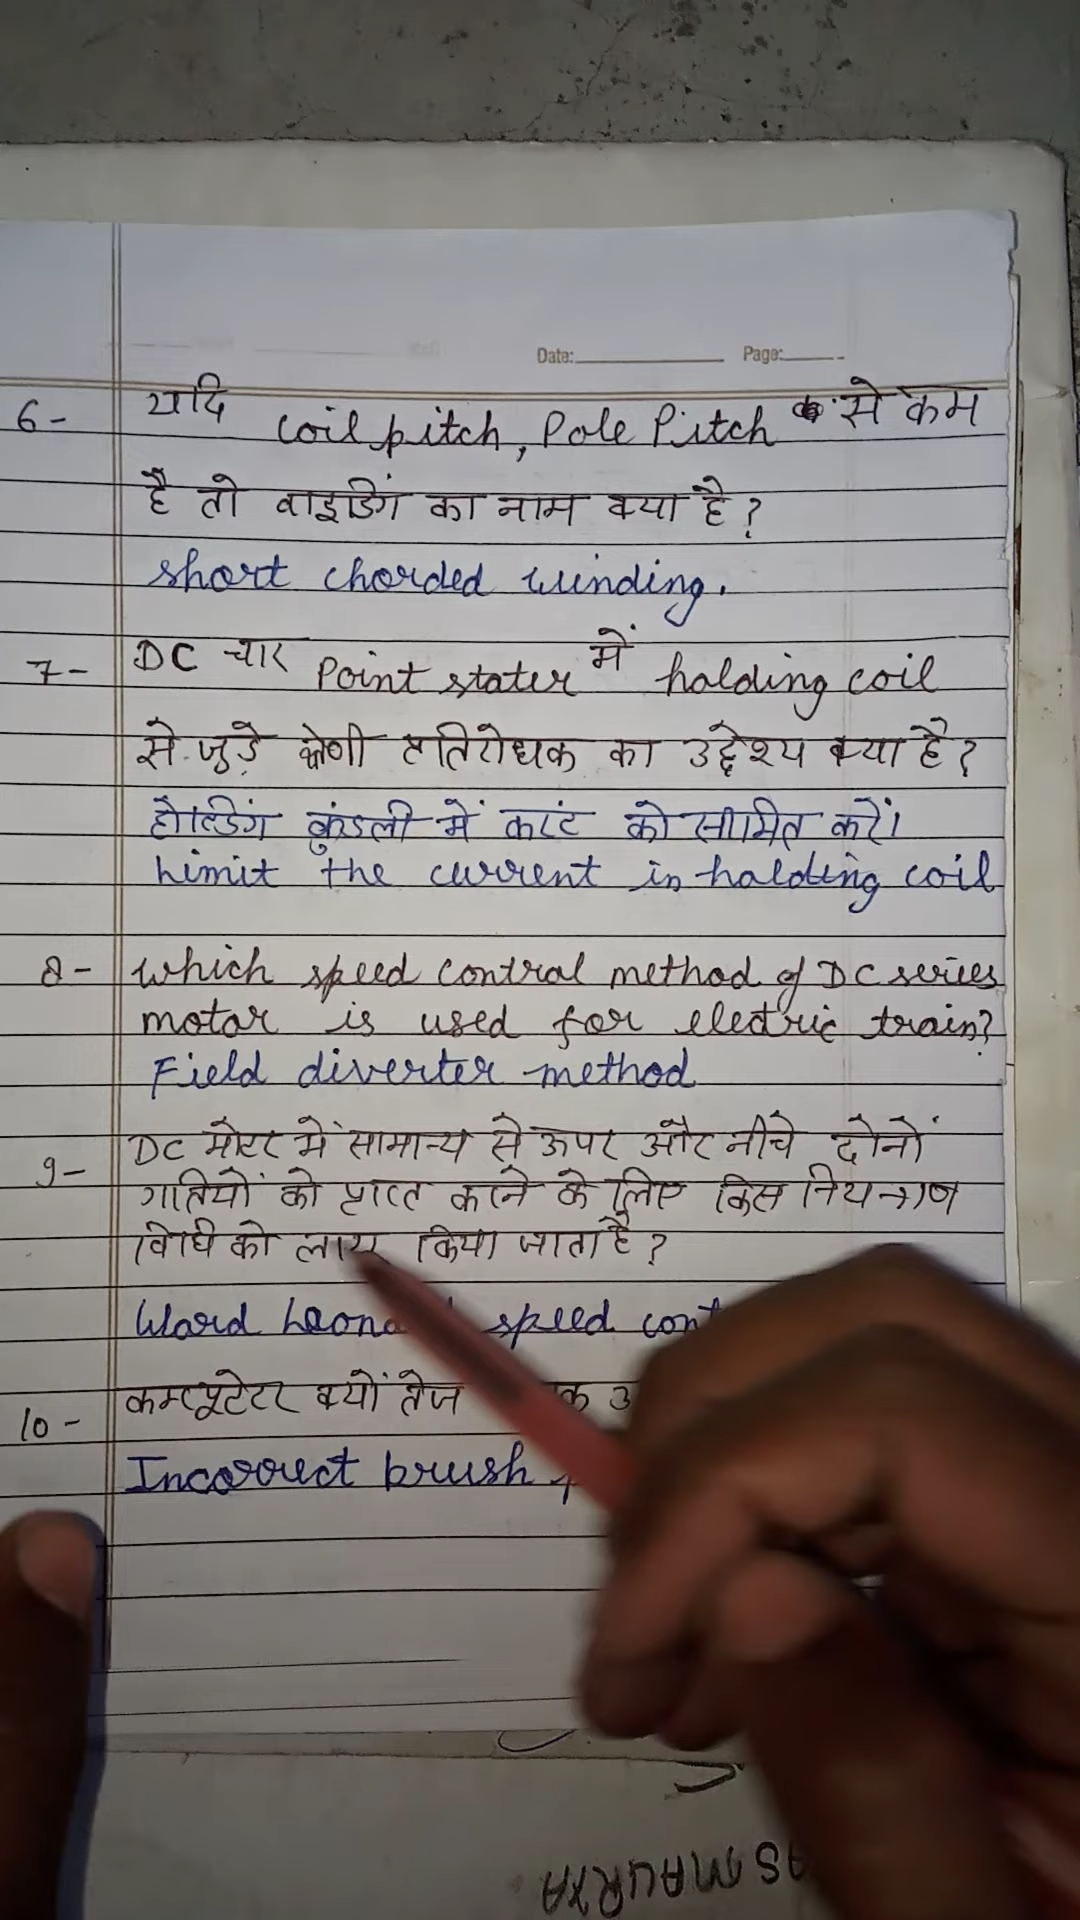 Date: Page:
6- यदि coil pitch, Pole Pitch से कम
है तो वाइडिंग का नाम क्या है?
short chorded winding.
7- DC चार Point stater में holding coil
से जुड़े श्रेणी प्रतिरोधक का उद्देश्य क्या है?
होल्डिंग कुंडली में करंट को सीमित करें।
Limit the current in holding coil
8- Which speed control method of DC series
motor is used for electric train?
Field diverter method
9- DC मोटर में सामान्य से ऊपर और नीचे दोनों
गतियों को प्राप्त करने के लिए किस नियन्त्रण
विधि को लागू किया जाता है?
Ward speed
10- कम्यूटेटर क्यों तेज
Incorrect brush
MAURYA